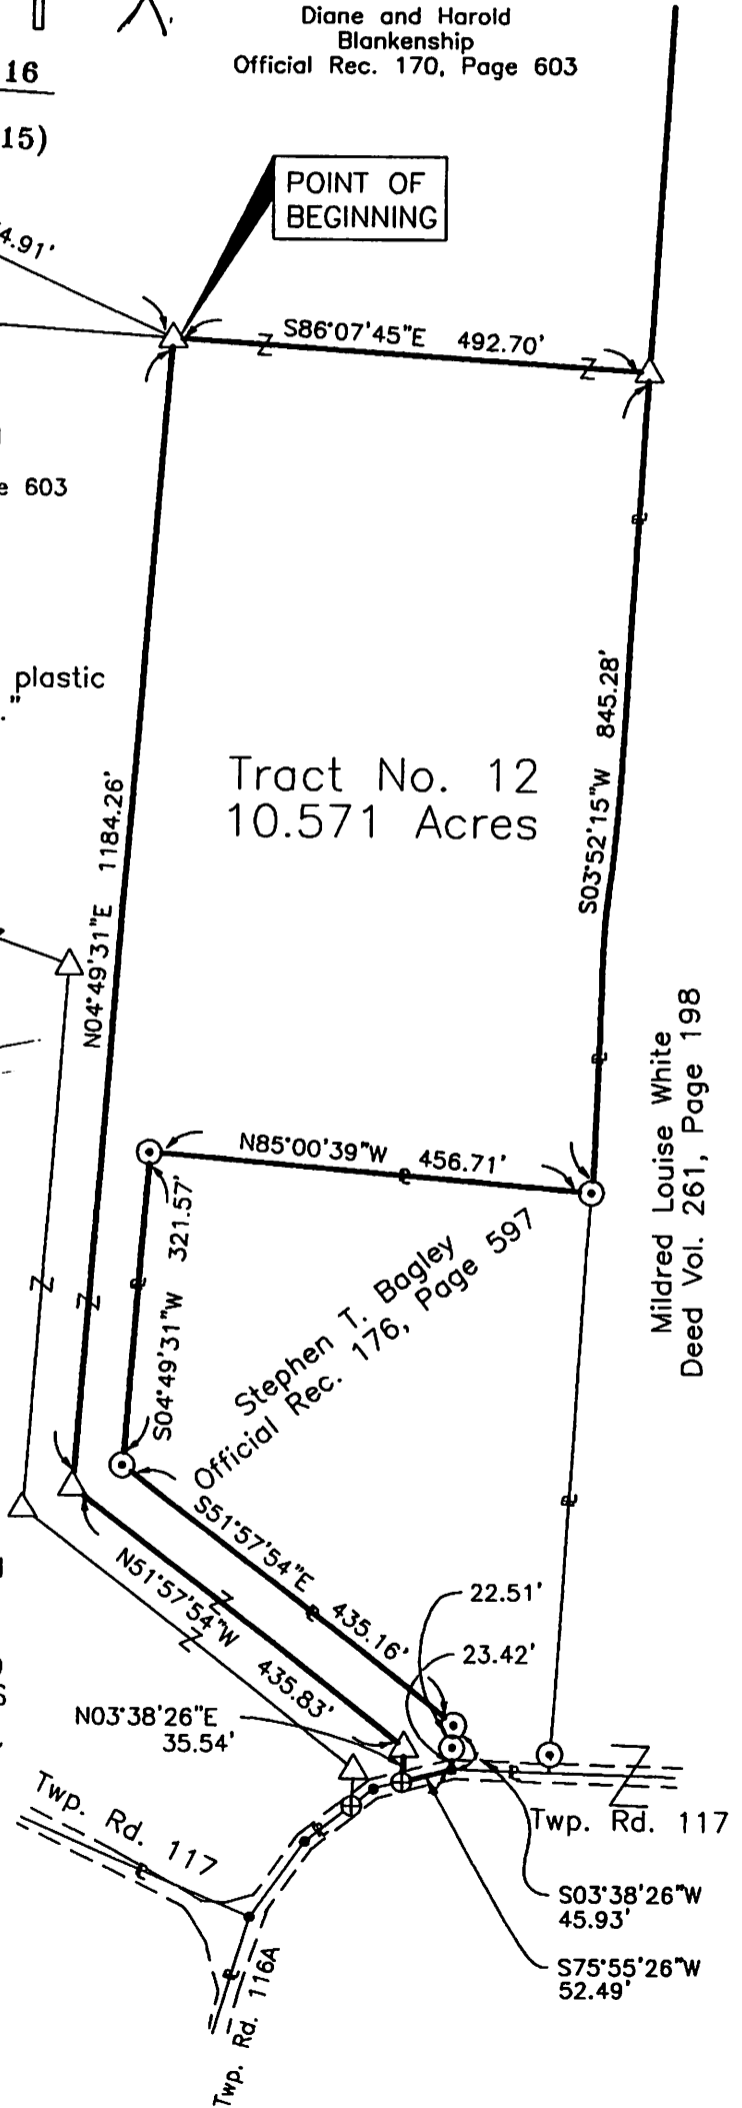 Diane and Harold
Blankenship
Official Rec. 170, Page 603
16
15)
POINT OF
BEGINNING
4.91'
S86°07'45"E 492.70'
e 603
plastic
"
Tract No. 12
10.571 Acres
S03°52'15"W 845.28'
N04°49'31"E 1184.26'
Mildred Louise White
Deed Vol. 261, Page 198
N85°00'39"W 456.71'
S04°49'31"W 321.57'
Stephen T. Bagley
Official Rec. 176, Page 597
S51°57'54"E 435.16'
N51°57'54"W 435.83'
22.51'
23.42'
N03°38'26"E
35.54'
Twp. Rd. 117
Twp. Rd. 117
S03°38'26"W
45.93'
S75°55'26"W
52.49'
Twp. Rd. 116A